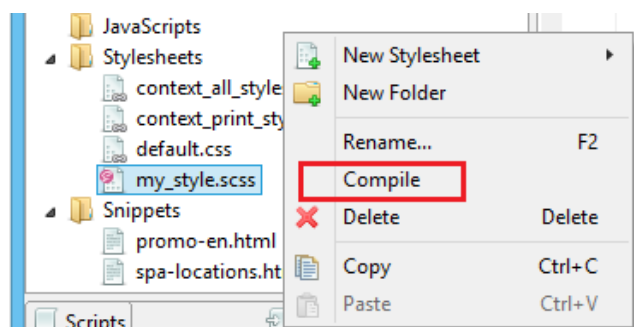 JavaScripts
Stylesheets
context_all_style
context_print_sty
default.css
my_style.scss
Snippets
promo-en.html
spa-locations.ht
Scripts
New Stylesheet
New Folder
Rename... F2
Compile
Delete Delete
Copy Ctrl+C
Paste Ctrl+V